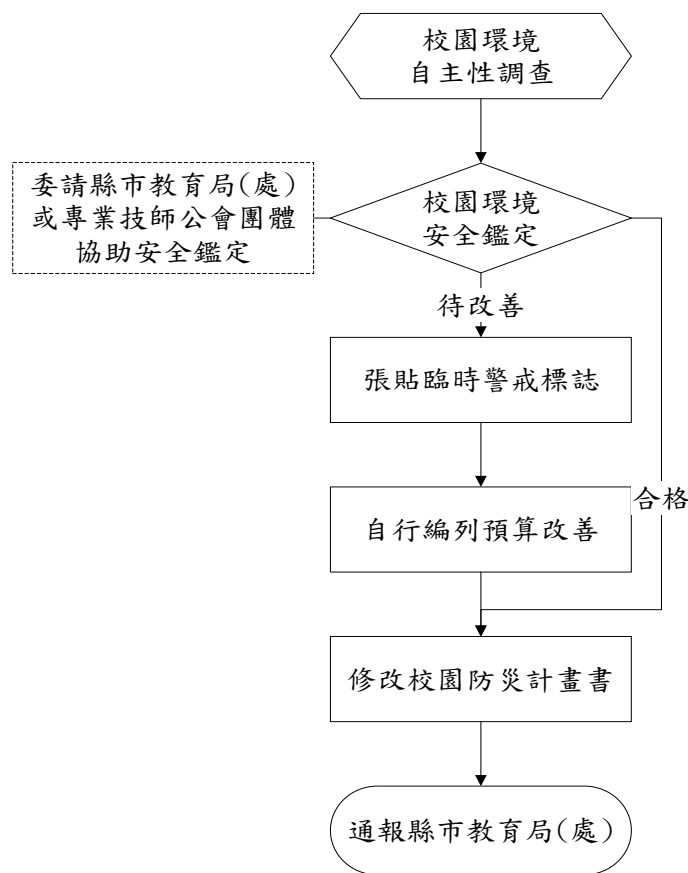 校園環境
自主性調查
委請縣市教育局(處)
或專業技師公會團體
協助安全鑑定
校園環境
安全鑑定
待改善
張貼臨時警戒標誌
合格
自行編列預算改善
修改校園防災計畫書
通報縣市教育局(處)